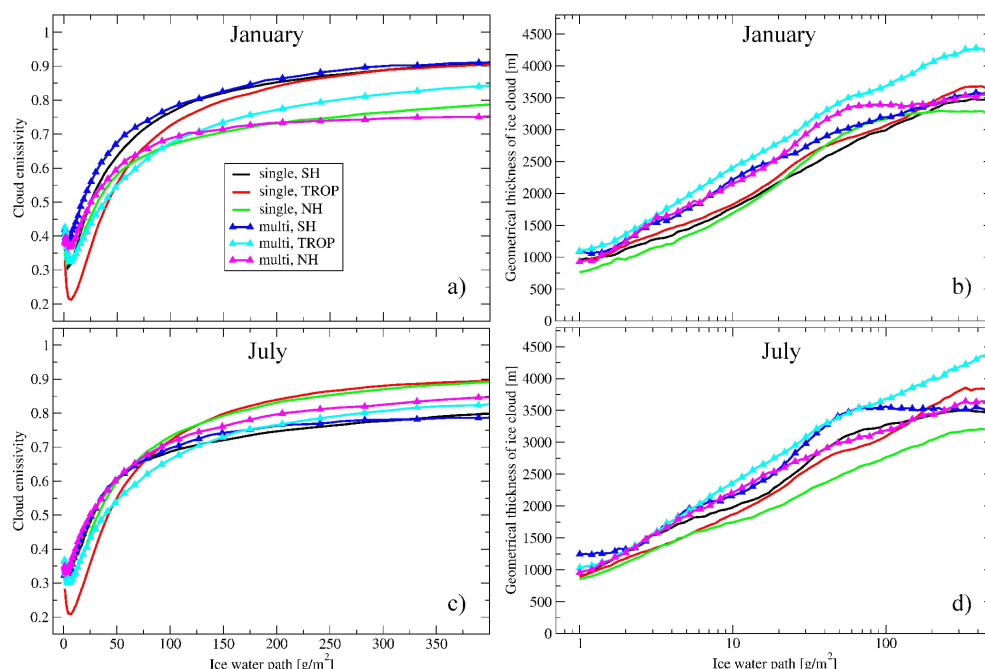 a)
January
Cloud emissivity
1
0.9
0.8
0.7
0.6
0.5
0.4
0.3
0.2
single, SH
single, TROP
single, NH
multi, SH
multi, TROP
multi, NH
b)
January
Geometrical thickness of ice cloud [m]
4500
4000
3500
3000
2500
2000
1500
1000
500
c)
July
Cloud emissivity
1
0.9
0.8
0.7
0.6
0.5
0.4
0.3
0.2
0 50 100 150 200 250 300 350
Ice water path [g/m²]
d)
July
Geometrical thickness of ice cloud [m]
4500
4000
3500
3000
2500
2000
1500
1000
500
0
1 10 100
Ice water path [g/m²]